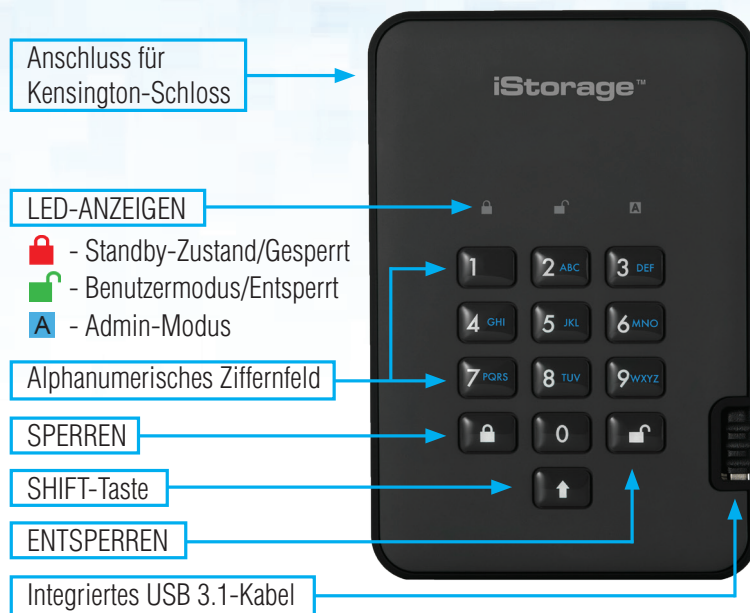 Anschluss für
Kensington-Schloss
iStorage™
LED-ANZEIGEN
A
- Standby-Zustand/Gesperrt
- Benutzermodus/Entsperrt
A - Admin-Modus
1
2 ABC
3 DEF
4 GHI
5 JKL
6 MNO
Alphanumerisches Ziffernfeld
7 PQRS
8 TUV
9 WXYZ
SPERREN
0
SHIFT-Taste
ENTSPERREN
Integriertes USB 3.1-Kabel